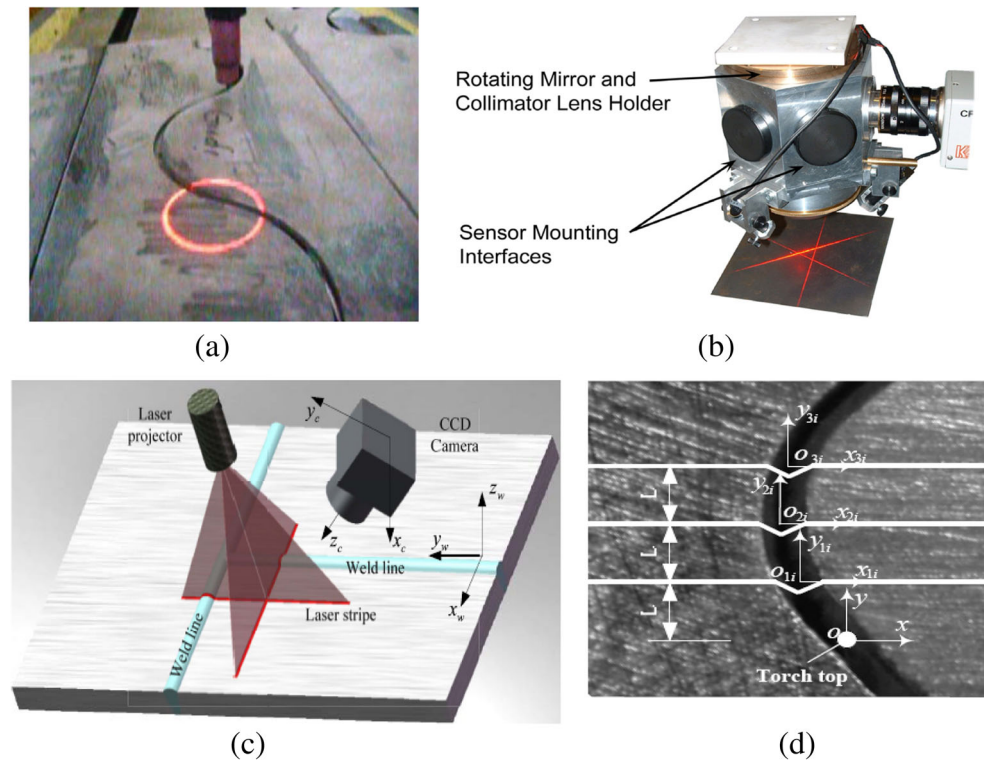 (a)
Rotating Mirror and
Collimator Lens Holder
Sensor Mounting
Interfaces
(b)
Laser
projector
CCD
Camera
y_c
z_c
x_c
z_w
y_w
x_w
Weld line
Laser stripe
Weld line
(c)
y_3i
o_3i
x_3i
L
y_2i
o_2i
x_2i
L
y_1i
o_1i
x_1i
L
y
o
x
Torch top
(d)